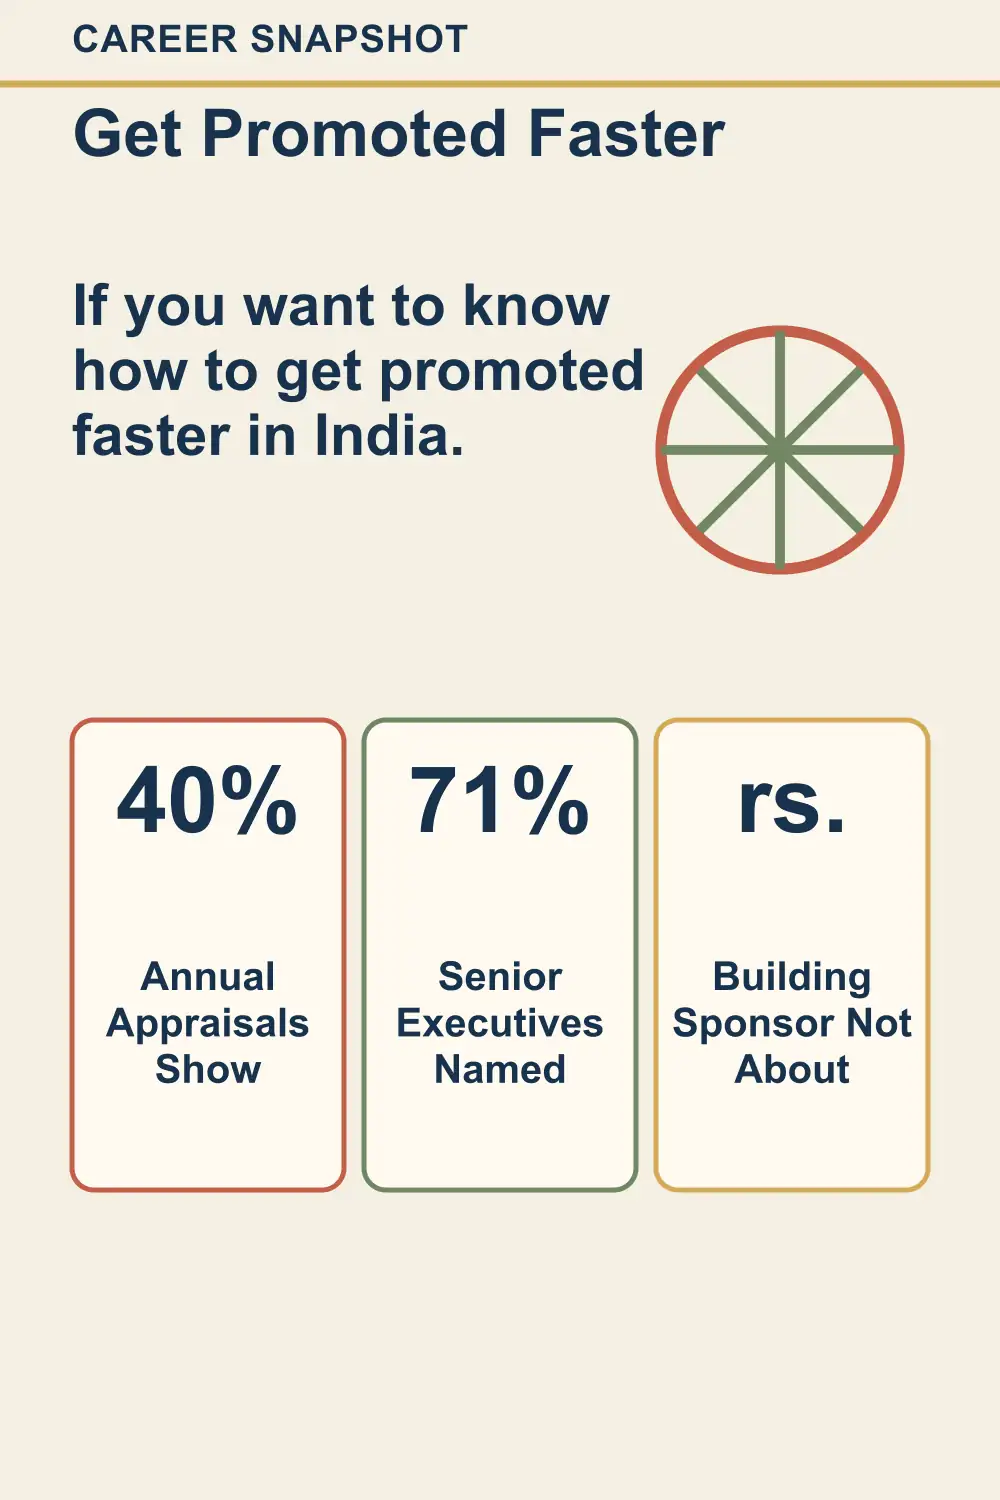 CAREER SNAPSHOT
Get Promoted Faster
If you want to know
how to get promoted
faster in India.
40%
Annual
Appraisals
Show
71%
Senior
Executives
Named
rs.
Building
Sponsor Not
About